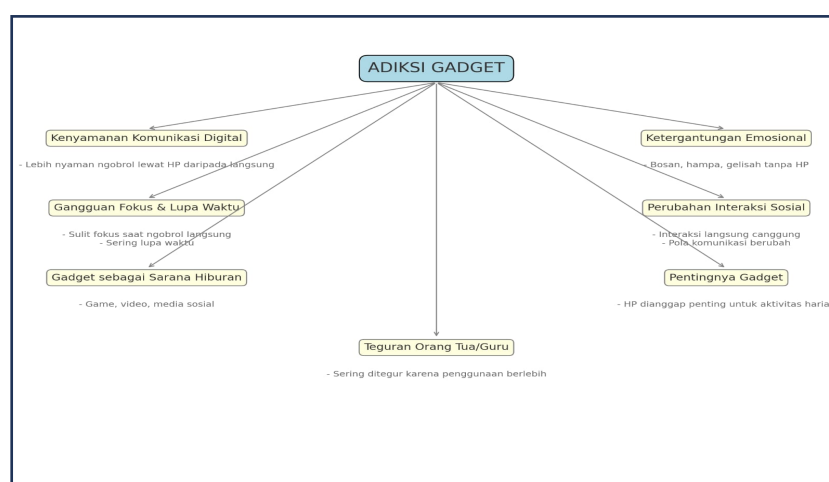 ADIKSI GADGET
Kenyamanan Komunikasi Digital
- Lebih nyaman ngobrol lewat HP daripada langsung
Gangguan Fokus & Lupa Waktu
- Sulit fokus saat ngobrol langsung
- Sering lupa waktu
Gadget sebagai Sarana Hiburan
- Game, video, media sosial
Teguran Orang Tua/Guru
- Sering ditegur karena penggunaan berlebih
Ketergantungan Emosional
- Bosan, hampa, gelisah tanpa HP
Perubahan Interaksi Sosial
- Interaksi langsung canggung
- Pola komunikasi berubah
Pentingnya Gadget
- HP dianggap penting untuk aktivitas haria